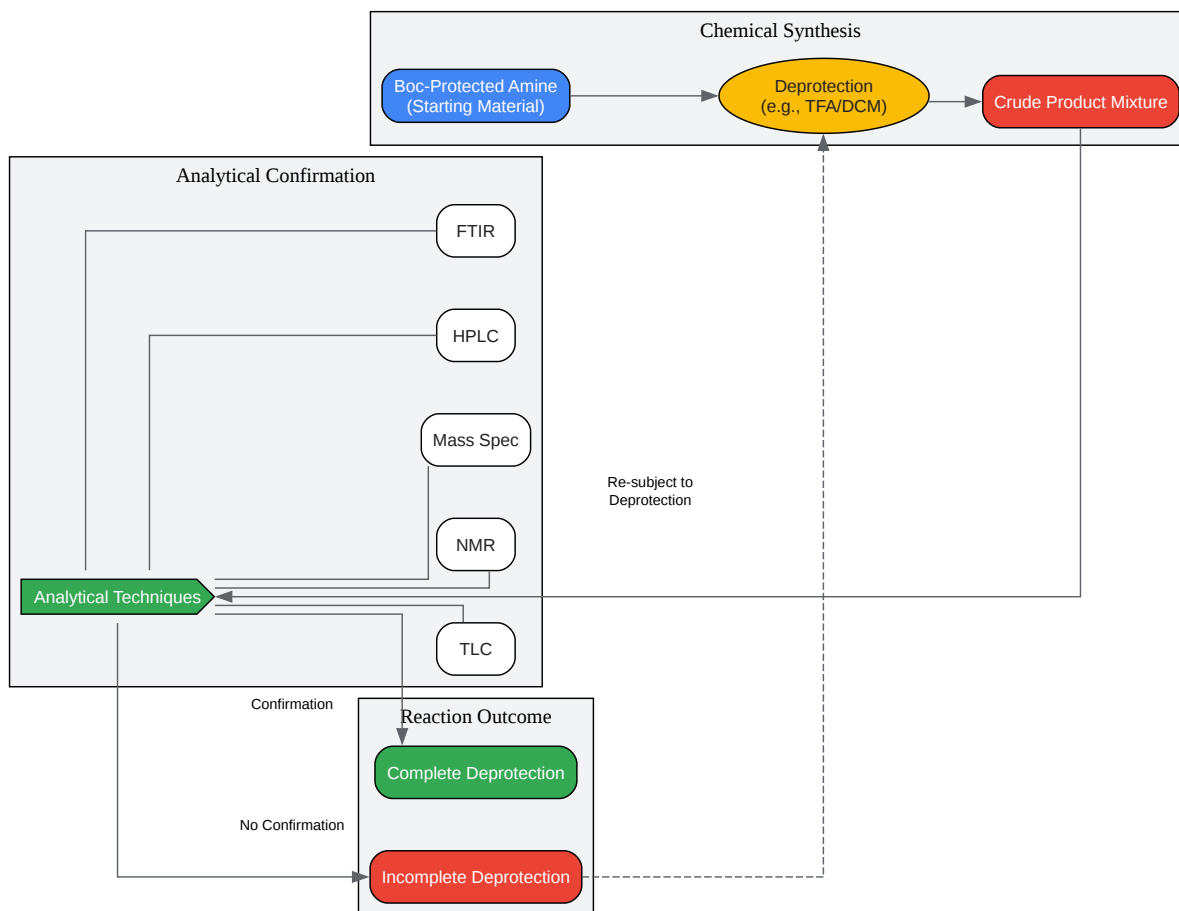 Chemical Synthesis
Boc-Protected Amine
(Starting Material)
Deprotection
(e.g., TFA/DCM)
Crude Product Mixture
Analytical Confirmation
FTIR
HPLC
Mass Spec
Re-subject to
Deprotection
NMR
Analytical Techniques
TLC
Confirmation
Reaction Outcome
Complete Deprotection
No Confirmation
Incomplete Deprotection